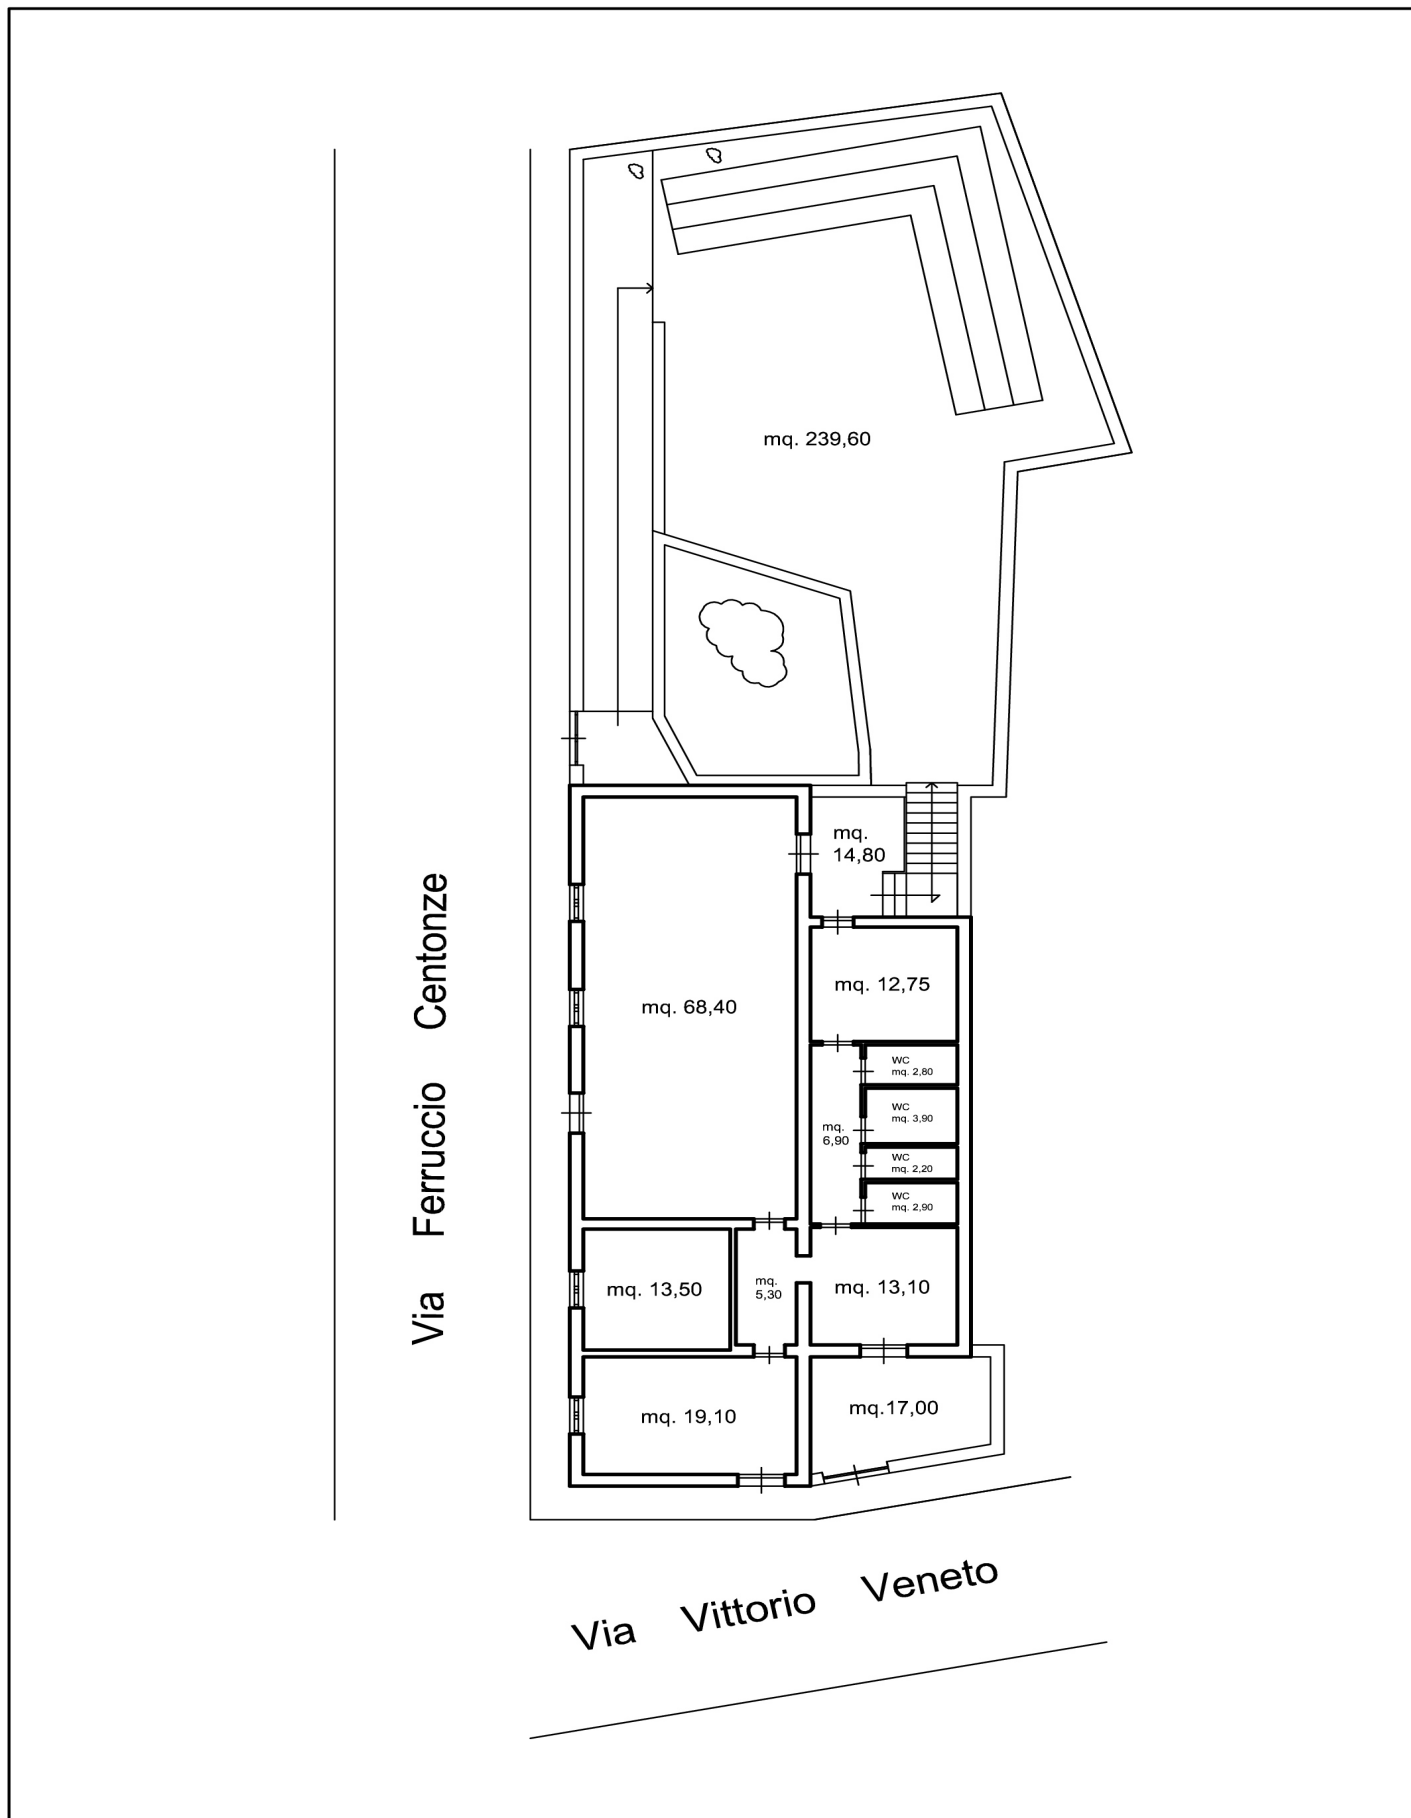 mq. 239,60
mq.
14,80
mq. 12,75
mq. 68,40
WC
mq. 2,80
WC
mq. 3,90
mq.
6,90
WC
mq. 2,20
WC
mq. 2,90
mq. 13,50
mq.
5,30
mq. 13,10
mq. 19,10
mq.17,00
Via Ferruccio Centonze
Via Vittorio Veneto